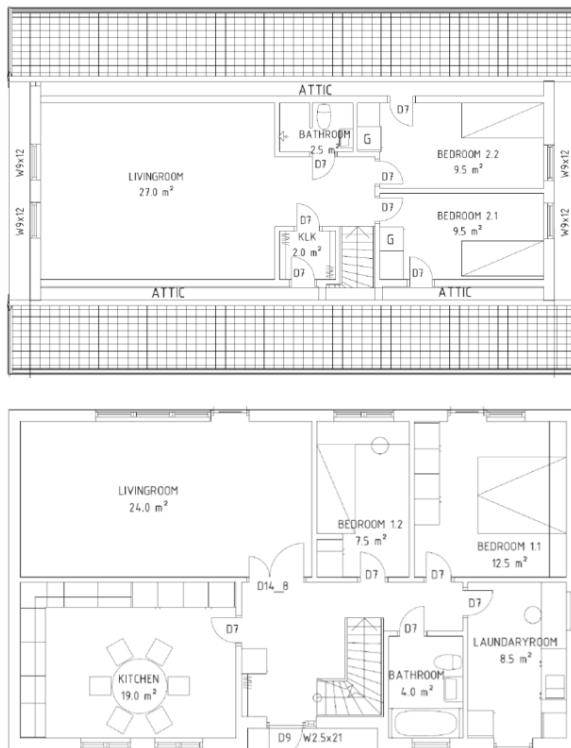 ATTIC
D7
BATHROOM
2.5 m²
G
D7
BEDROOM 2.2
9.5 m²
W9x12
W9x12
LIVINGROOM
27.0 m²
D7
W9x12
W9x12
D7
BEDROOM 2.1
9.5 m²
D7
KLK
2.0 m²
G
D7
D7
ATTIC
ATTIC
LIVINGROOM
24.0 m²
BEDROOM 1.2
7.5 m²
BEDROOM 1.1
12.5 m²
D14_8
D7
D7
D7
D7
D7
LAUNDARYROOM
8.5 m²
KITCHEN
19.0 m²
BATHROOM
4.0 m²
D9 W2.5x21